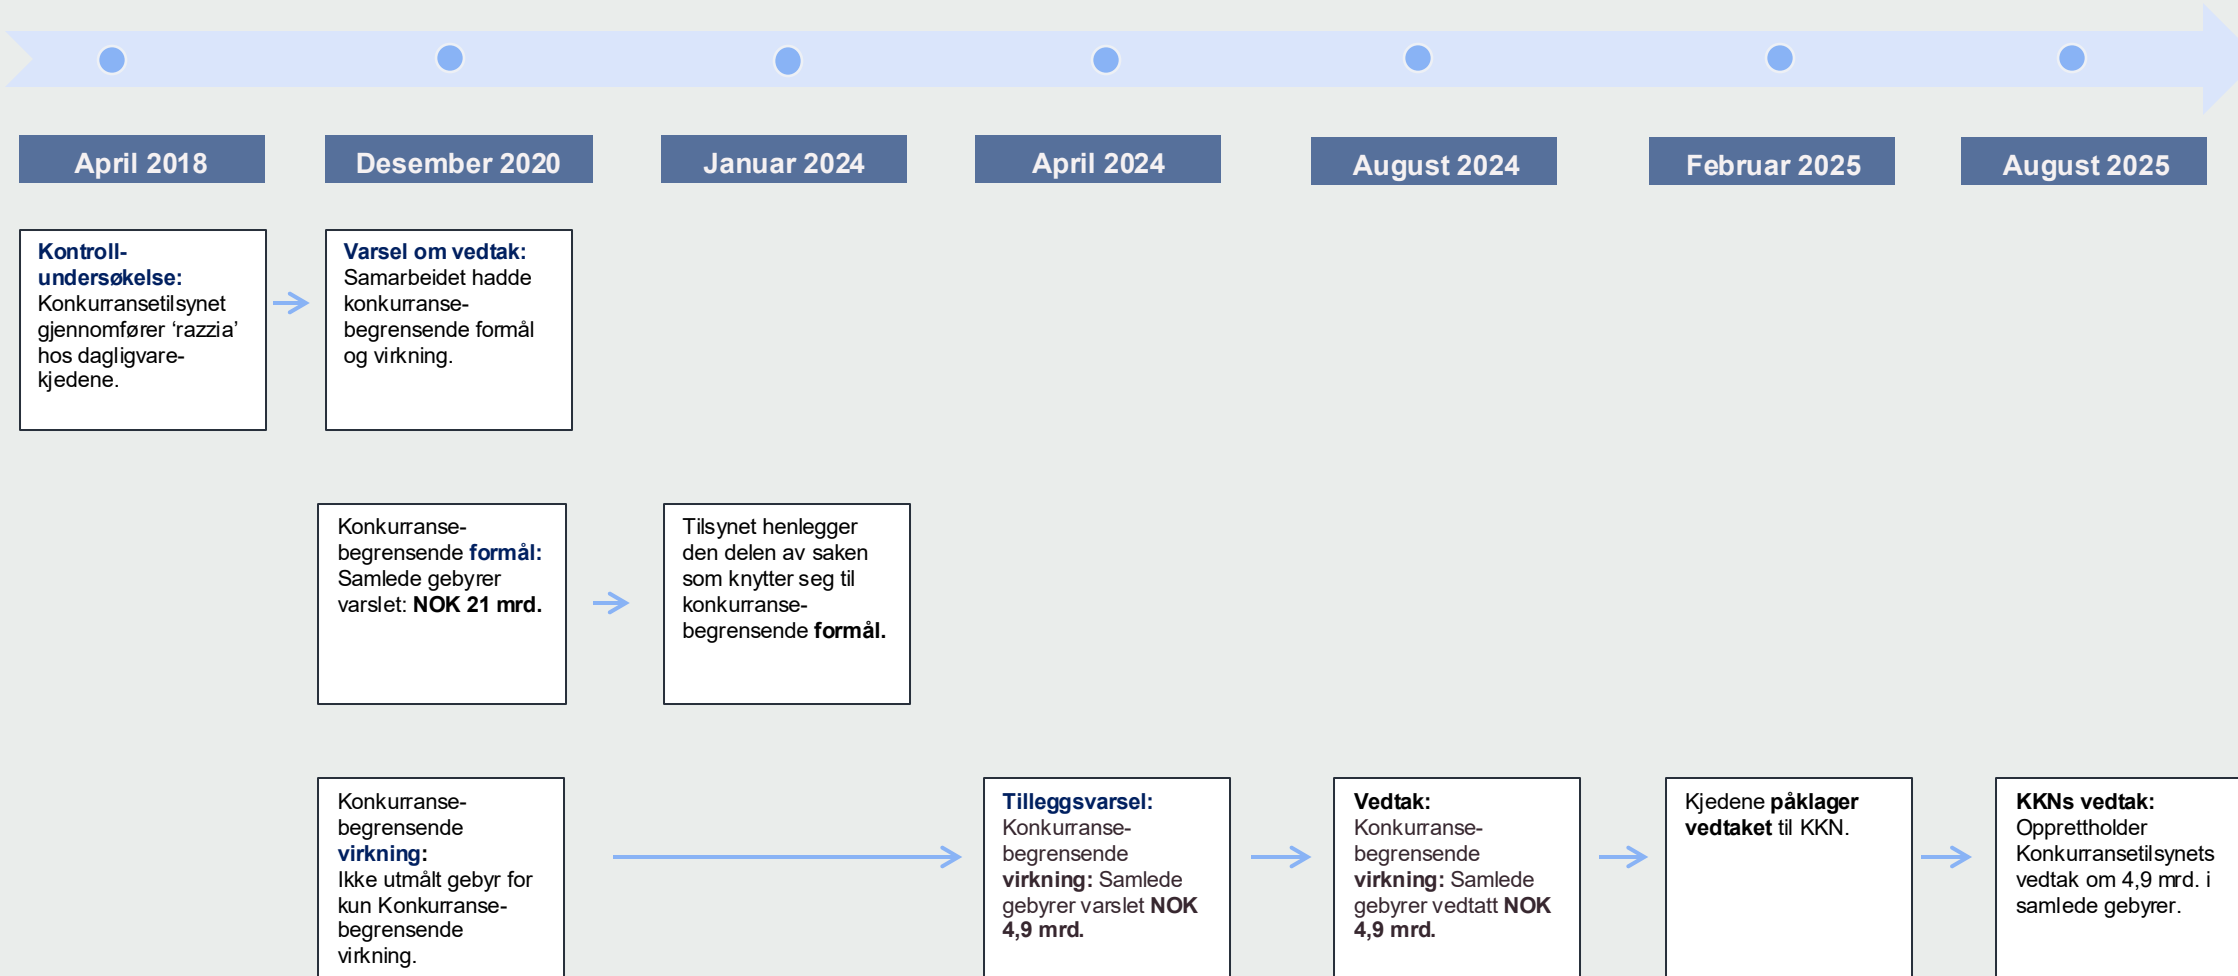 April 2018
Desember 2020
Januar 2024
April 2024
August 2024
Februar 2025
August 2025
Kontroll-
undersøkelse:
Konkurransetilsynet
gjennomfører ‘razzia’
hos dagligvare-
kjedene.
Varsel om vedtak:
Samarbeidet hadde
konkurranse-
begrensende formål
og virkning.
Konkurranse-
begrensende formål:
Samlede gebyrer
varslet: NOK 21 mrd.
Tilsynet henlegger
den delen av saken
som knytter seg til
konkurranse-
begrensende formål.
Konkurranse-
begrensende
virkning:
Ikke utmålt gebyr for
kun Konkurranse-
begrensende
virkning.
Tilleggsvarsel:
Konkurranse-
begrensende
virkning: Samlede
gebyrer varslet NOK
4,9 mrd.
Vedtak:
Konkurranse-
begrensende
virkning: Samlede
gebyrer vedtatt NOK
4,9 mrd.
Kjedene påklager
vedtaket til KKN.
KKNs vedtak:
Opprettholder
Konkurransetilsynets
vedtak om 4,9 mrd. i
samlede gebyrer.